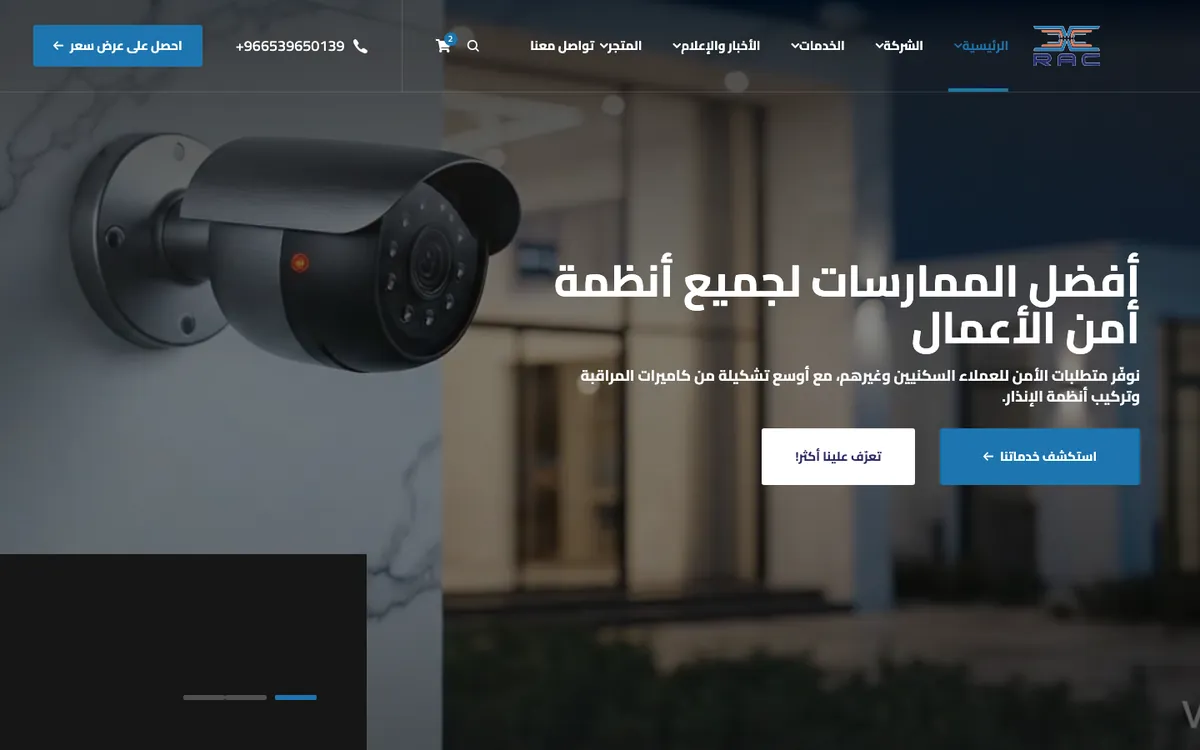 RAC
الرئيسية
الشركة
الخدمات
الأخبار والإعلام
المتجر
تواصل معنا
2
+966539650139
احصل على عرض سعر
أفضل الممارسات لجميع أنظمة
أمن الأعمال
نوفّر متطلبات الأمن للعملاء السكنيين وغيرهم، مع أوسع تشكيلة من كاميرات المراقبة
وتركيب أنظمة الإنذار.
استكشف خدماتنا
تعرّف علينا أكثر!